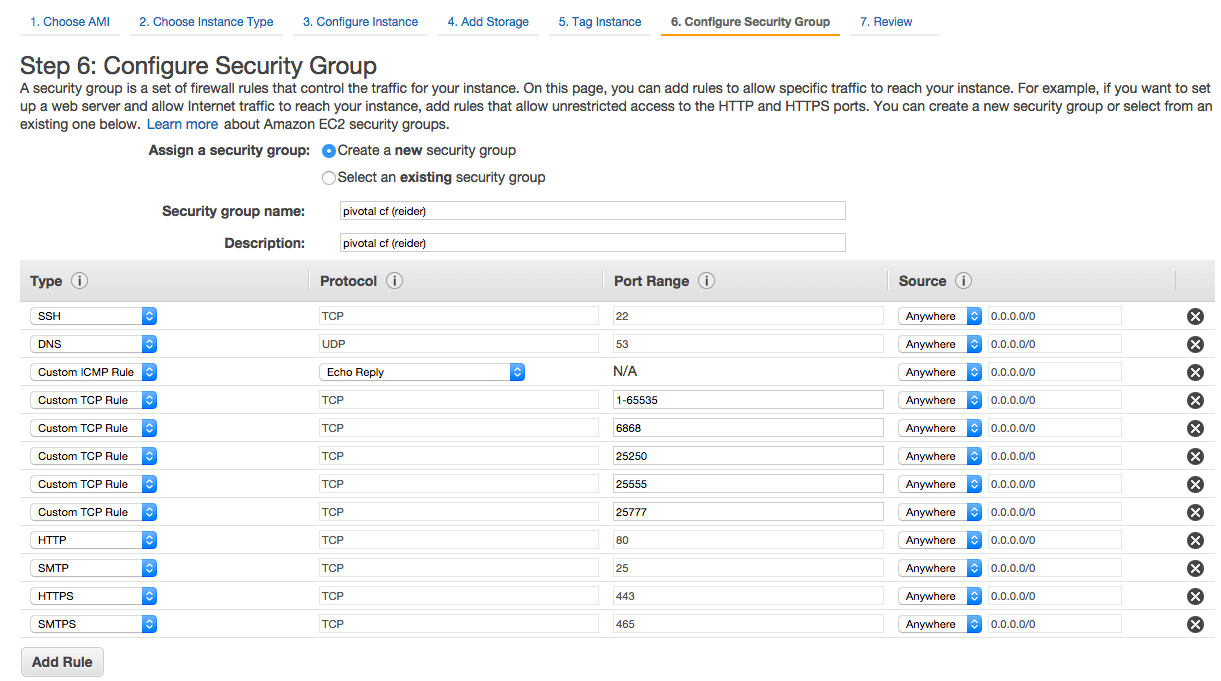 1. Choose AMI 2. Choose Instance Type 3. Configure Instance 4. Add Storage 5. Tag Instance 6. Configure Security Group 7. Review
Step 6: Configure Security Group
A security group is a set of firewall rules that control the traffic for your instance. On this page, you can add rules to allow specific traffic to reach your instance. For example, if you want to set
up a web server and allow Internet traffic to reach your instance, add rules that allow unrestricted access to the HTTP and HTTPS ports. You can create a new security group or select from an
existing one below. Learn more about Amazon EC2 security groups.
Assign a security group: Create a new security group
Select an existing security group
Security group name: pivotal cf (reider)
Description: pivotal cf (reider)
Type i Protocol i Port Range i Source i
SSH TCP 22 Anywhere 0.0.0.0/0
DNS UDP 53 Anywhere 0.0.0.0/0
Custom ICMP Rule Echo Reply N/A Anywhere 0.0.0.0/0
Custom TCP Rule TCP 1-65535 Anywhere 0.0.0.0/0
Custom TCP Rule TCP 6868 Anywhere 0.0.0.0/0
Custom TCP Rule TCP 25250 Anywhere 0.0.0.0/0
Custom TCP Rule TCP 25555 Anywhere 0.0.0.0/0
Custom TCP Rule TCP 25777 Anywhere 0.0.0.0/0
HTTP TCP 80 Anywhere 0.0.0.0/0
SMTP TCP 25 Anywhere 0.0.0.0/0
HTTPS TCP 443 Anywhere 0.0.0.0/0
SMTPS TCP 465 Anywhere 0.0.0.0/0
Add Rule